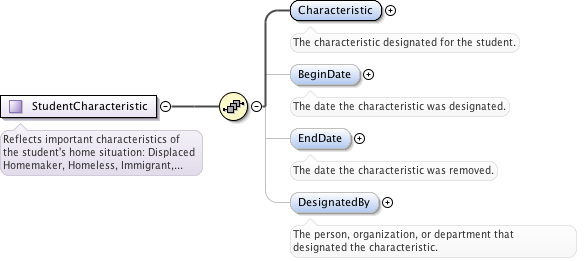 Characteristic
The characteristic designated for the student.
BeginDate
The date the characteristic was designated.
StudentCharacteristic
Reflects important characteristics of
the student's home situation: Displaced
Homemaker, Homeless, Immigrant,...
EndDate
The date the characteristic was removed.
DesignatedBy
The person, organization, or department that
designated the characteristic.